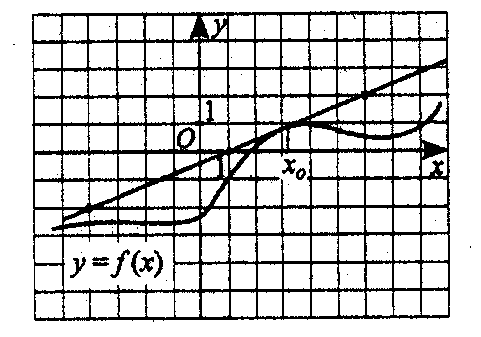 y
1
O
1
x₀
x
y = f(x)